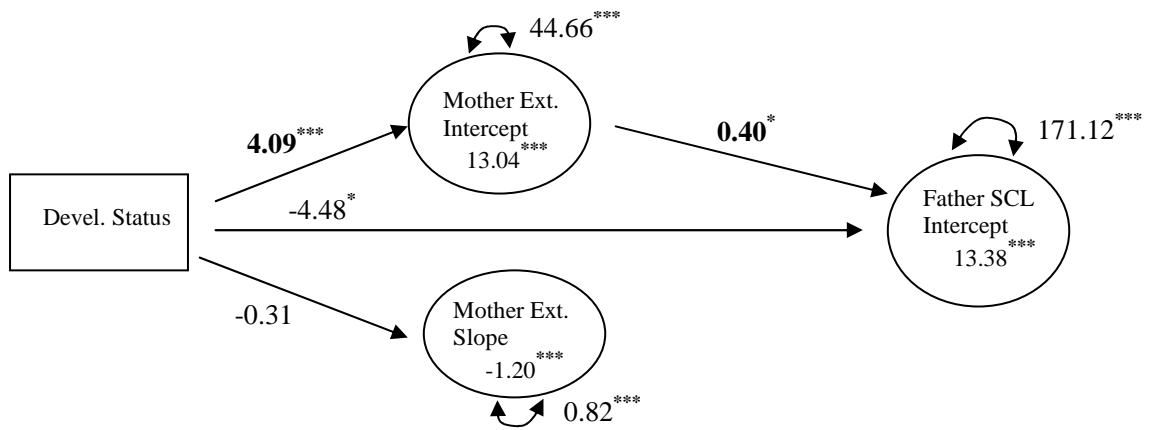 44.66***
Mother Ext.
Intercept
13.04***
4.09***
0.40*
171.12***
Devel. Status
-4.48*
Father SCL
Intercept
13.38***
-0.31
Mother Ext.
Slope
-1.20***
0.82***